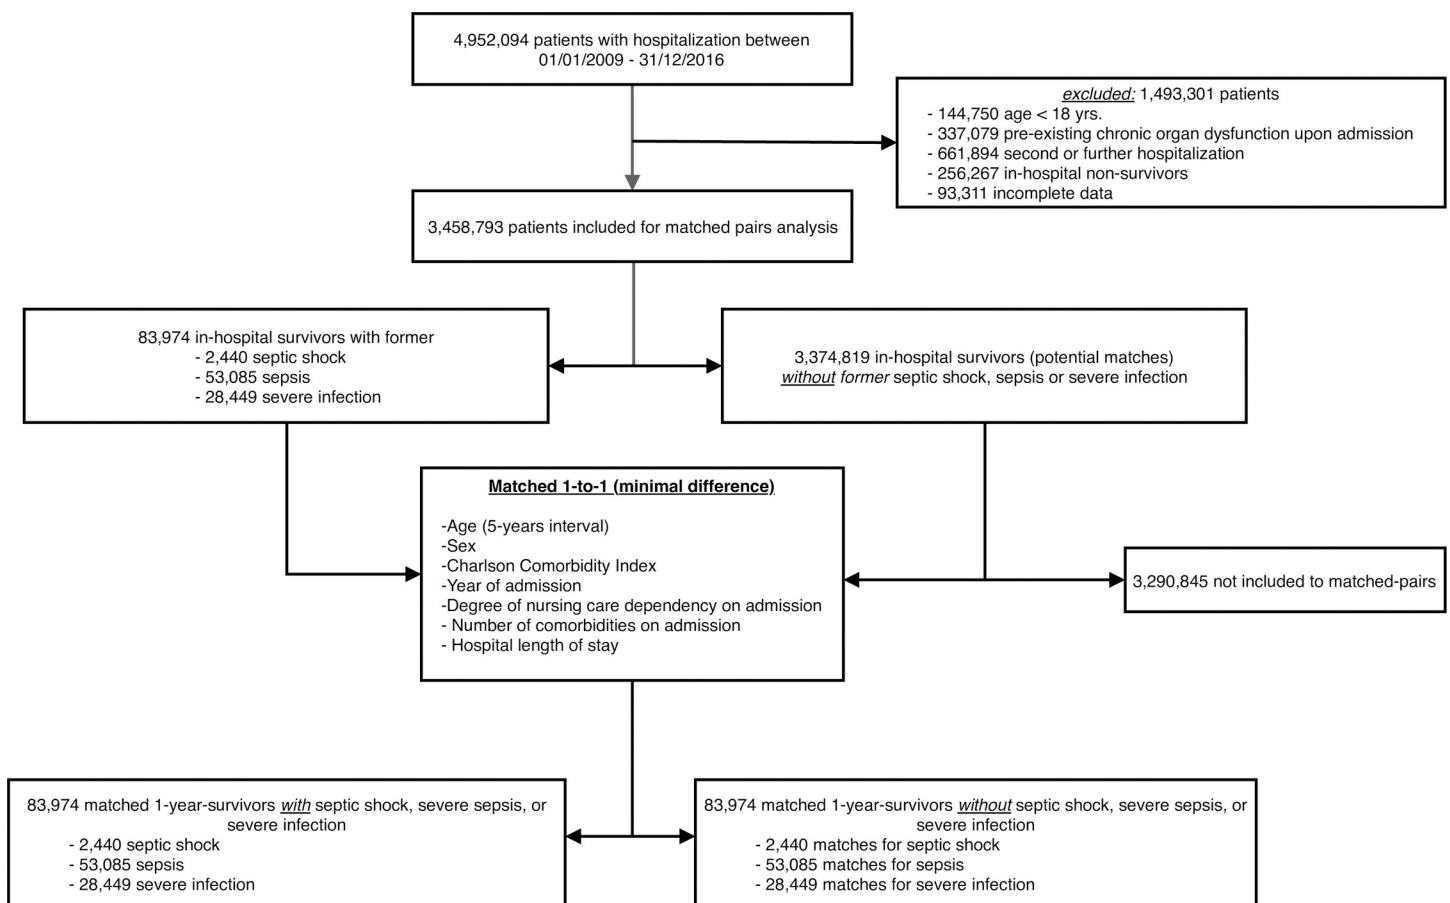 4,952,094 patients with hospitalization between
01/01/2009 - 31/12/2016
excluded: 1,493,301 patients
- 144,750 age < 18 yrs.
- 337,079 pre-existing chronic organ dysfunction upon admission
- 661,894 second or further hospitalization
- 256,267 in-hospital non-survivors
- 93,311 incomplete data
3,458,793 patients included for matched pairs analysis
83,974 in-hospital survivors with former
- 2,440 septic shock
- 53,085 sepsis
- 28,449 severe infection
3,374,819 in-hospital survivors (potential matches)
without former septic shock, sepsis or severe infection
Matched 1-to-1 (minimal difference)
-Age (5-years interval)
-Sex
-Charlson Comorbidity Index
-Year of admission
-Degree of nursing care dependency on admission
- Number of comorbidities on admission
- Hospital length of stay
3,290,845 not included to matched-pairs
83,974 matched 1-year-survivors with septic shock, severe sepsis, or
severe infection
- 2,440 septic shock
- 53,085 sepsis
- 28,449 severe infection
83,974 matched 1-year-survivors without septic shock, severe sepsis, or
severe infection
- 2,440 matches for septic shock
- 53,085 matches for sepsis
- 28,449 matches for severe infection